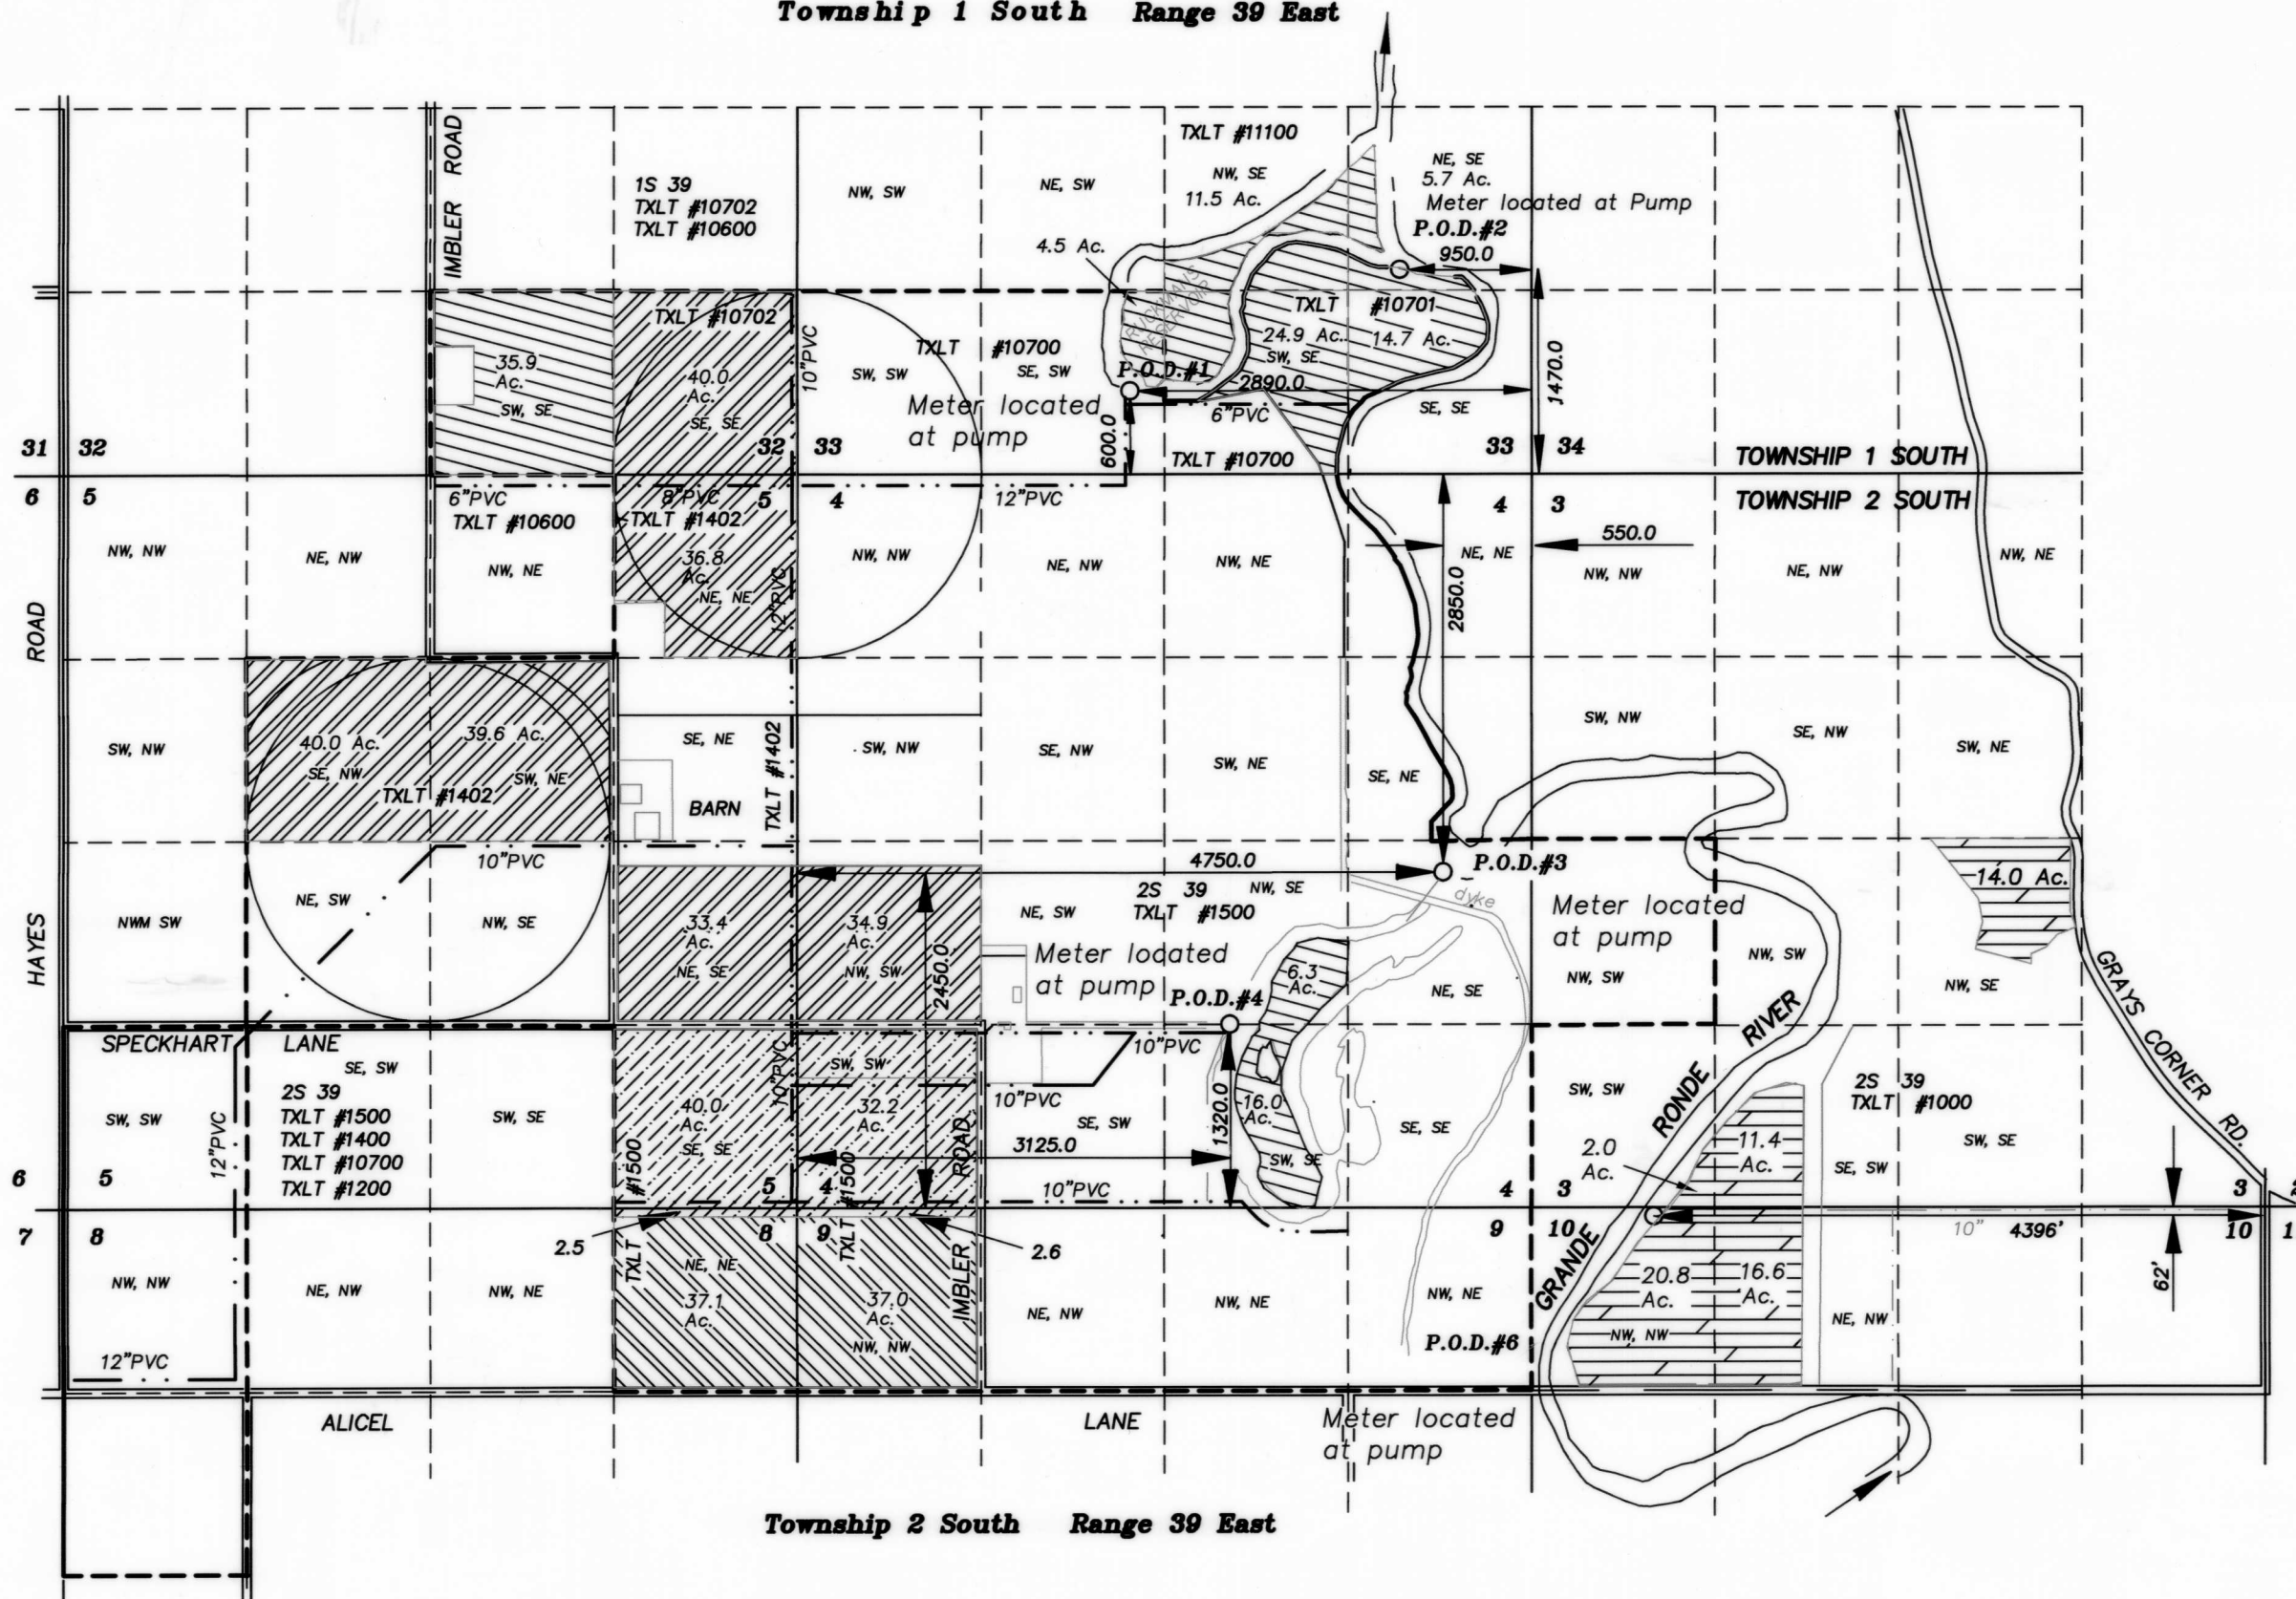 Township 1 South Range 39 East
IMBLER ROAD
1S 39
TXLT #10702
TXLT #10600
NW, SW
NE, SW
TXLT #11100
NW, SE
11.5 Ac.
NE, SE
5.7 Ac.
Meter located at Pump
P.O.D.#2
950.0
4.5 Ac.
RUCKMANS
RESERVOIR
TXLT #10701
24.9 Ac.
14.7 Ac.
SW, SE
TXLT #10702
10"PVC
TXLT #10700
35.9
Ac.
SW, SE
40.0
Ac.
SE, SE
SW, SW
SE, SW
P.O.D.#1
2890.0
1470.0
Meter located
at pump
600.0
6"PVC
SE, SE
TXLT #10700
31 32
32 33
33 34
TOWNSHIP 1 SOUTH
6 5
5 4
4 3
TOWNSHIP 2 SOUTH
6"PVC
8"PVC
12"PVC
TXLT #10600
TXLT #1402
NW, NW
NE, NW
NW, NE
36.8
Ac.
NE, NE
12"PVC
NW, NW
NE, NW
NW, NE
NE, NE
550.0
2850.0
NW, NW
NE, NW
NW, NE
HAYES ROAD
SW, NW
40.0 Ac.
SE, NW
39.6 Ac.
SW, NE
TXLT #1402
SE, NE
BARN
TXLT #1402
SW, NW
SE, NW
SW, NE
SE, NE
SW, NW
SE, NW
SW, NE
10"PVC
4750.0
P.O.D.#3
14.0 Ac.
NWM SW
NE, SW
NW, SE
33.4
Ac.
NE, SE
34.9
Ac.
NW, SW
2450.0
NE, SW
2S 39
TXLT #1500
NW, SE
dyke
Meter located
at pump
P.O.D.#4
6.3
Ac.
NE, SE
Meter located
at pump
NW, SW
NW, SW
NW, SE
GRAYS CORNER RD.
SPECKHART LANE
SE, SW
2S 39
TXLT #1500
TXLT #1400
TXLT #10700
TXLT #1200
SW, SW
12"PVC
SW, SE
10"PVC
SW, SW
40.0
Ac.
SE, SE
32.2
Ac.
10"PVC
10"PVC
SE, SW
1320.0
3125.0
16.0
Ac.
SW, SE
SE, SE
SW, SW
GRANDE RONDE RIVER
2S 39
TXLT #1000
11.4
Ac.
2.0
Ac.
SE, SW
SW, SE
TXLT #1500
TXLT #1500
IMBLER ROAD
10"PVC
6 5
5 4
4 3
3
7 8
8 9
9 10
10
2.5
2.6
10"
4396'
62'
NW, NW
NE, NW
NW, NE
NE, NE
37.1
Ac.
37.0
Ac.
NW, NW
NE, NW
NW, NE
NW, NE
P.O.D.#6
20.8
Ac.
16.6
Ac.
NW, NW
NE, NW
12"PVC
ALICEL LANE
Meter located
at pump
Township 2 South Range 39 East